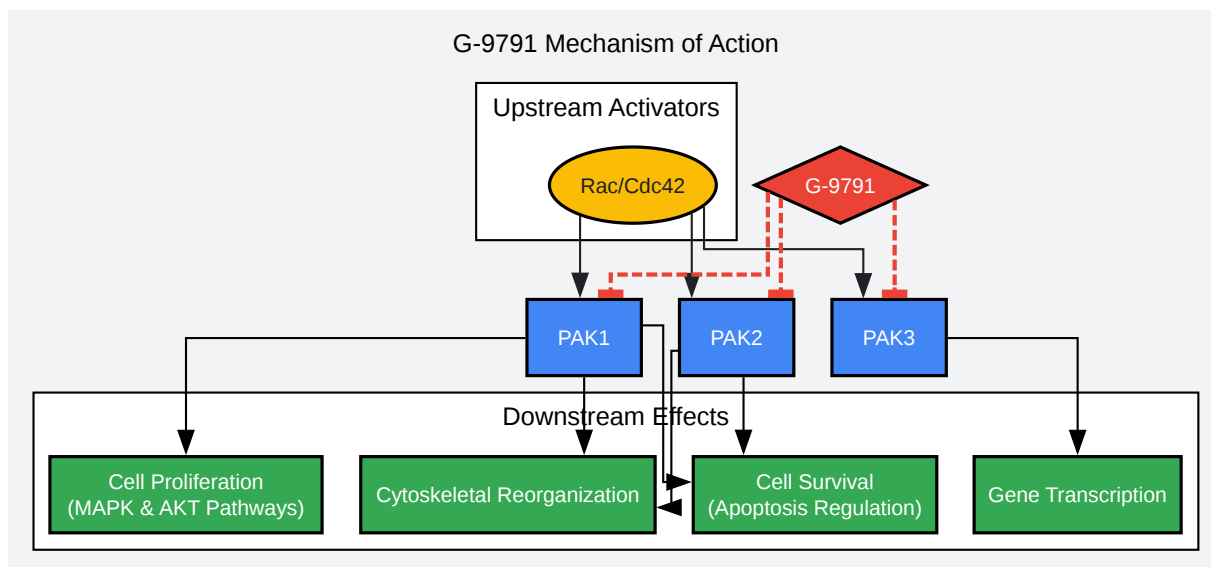 G-9791 Mechanism of Action
Upstream Activators
Rac/Cdc42
G-9791
PAK1
PAK2
PAK3
Downstream Effects
Cell Proliferation
(MAPK & AKT Pathways)
Cytoskeletal Reorganization
Cell Survival
(Apoptosis Regulation)
Gene Transcription